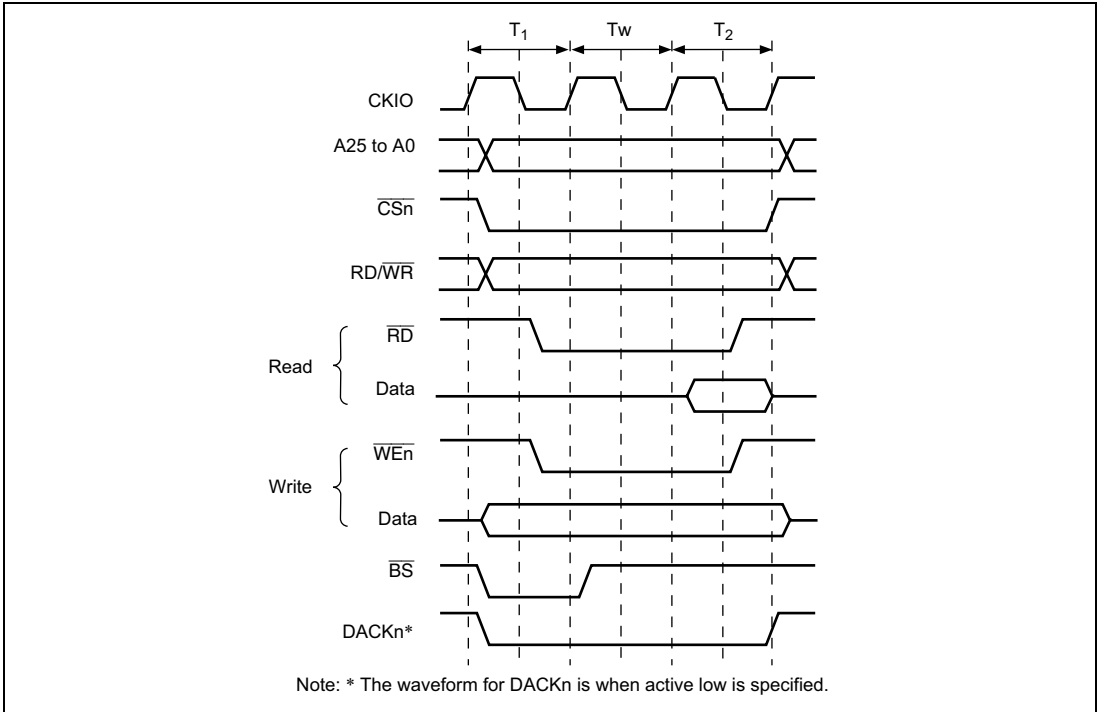 T1 Tw T2
CKIO
A25 to A0
CSn
RD/WR
RD
Read
Data
WEn
Write
Data
BS
DACKn*
Note: * The waveform for DACKn is when active low is specified.